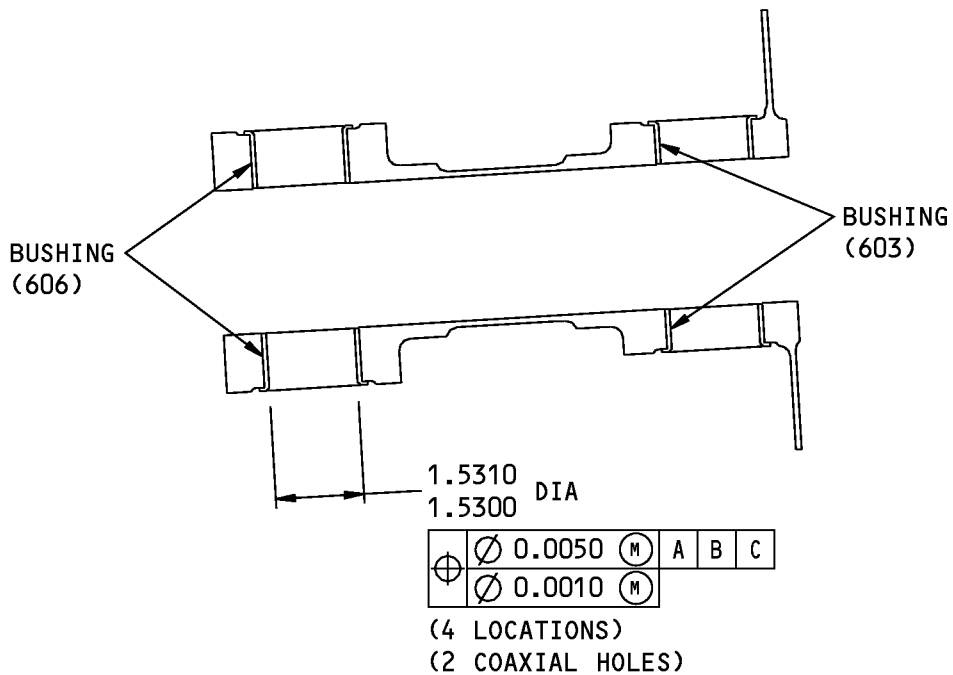 BUSHING
(606)
BUSHING
(603)
1.5310
1.5300
DIA
⌖ ⌀ 0.0050 Ⓜ A B C
⌀ 0.0010 Ⓜ
(4 LOCATIONS)
(2 COAXIAL HOLES)